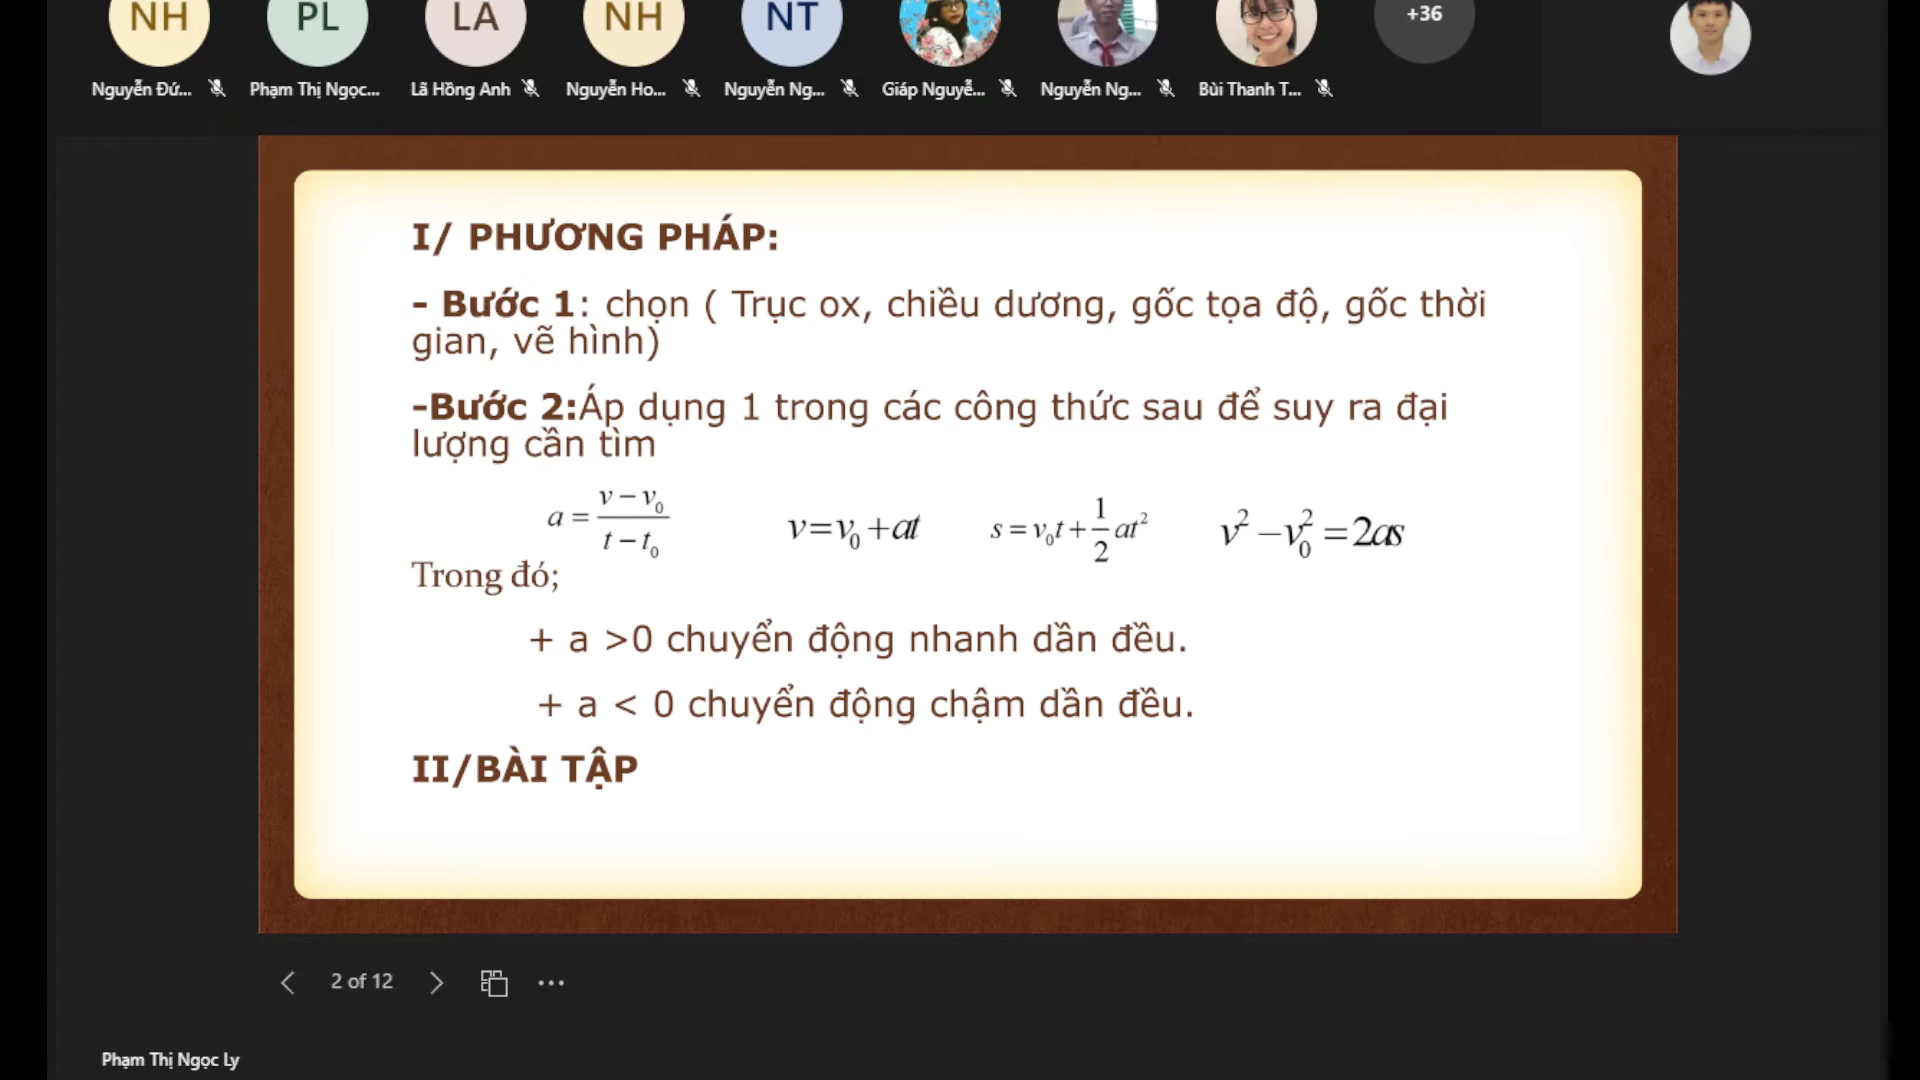 NH PL LA NH NT +36
Nguyễn Đứ... Phạm Thị Ngọc... Lã Hồng Anh Nguyễn Ho... Nguyễn Ng... Giáp Nguyễ... Nguyễn Ng... Bùi Thanh T...
I/ PHƯƠNG PHÁP:
- Bước 1: chọn ( Trục ox, chiều dương, gốc tọa độ, gốc thời
gian, vẽ hình)
-Bước 2:Áp dụng 1 trong các công thức sau để suy ra đại
lượng cần tìm
a = (v − v₀)/(t − t₀) v=v₀+at s = v₀t + 1/2 at² v² − v₀² = 2as
Trong đó;
+ a >0 chuyển động nhanh dần đều.
+ a < 0 chuyển động chậm dần đều.
II/BÀI TẬP
2 of 12
Phạm Thị Ngọc Ly